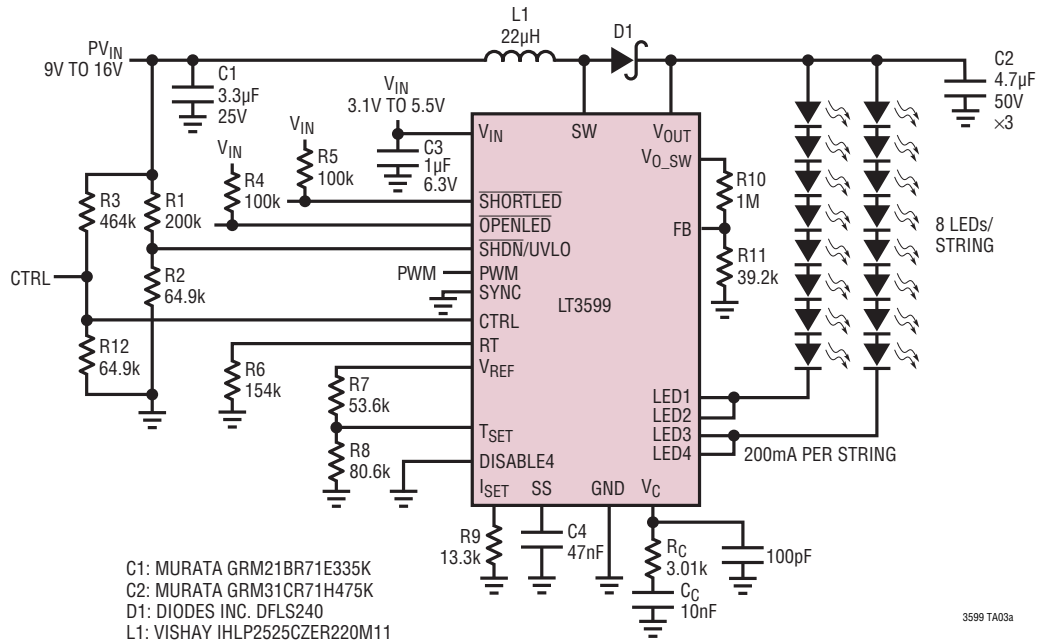 L1
22µH
D1
PVIN
9V TO 16V
C1
3.3µF
25V
C2
4.7µF
50V
×3
VIN
3.1V TO 5.5V
VIN
VIN
C3
1µF
6.3V
R5
100k
R4
100k
R3
464k
R1
200k
R2
64.9k
CTRL
R12
64.9k
PWM
R6
154k
R7
53.6k
R8
80.6k
VIN
SW
VOUT
VO_SW
SHORTLED
OPENLED
SHDN/UVLO
PWM
SYNC
CTRL
RT
VREF
TSET
DISABLE4
ISET
SS
GND
VC
FB
LT3599
LED1
LED2
LED3
LED4
R10
1M
R11
39.2k
8 LEDs/
STRING
200mA PER STRING
R9
13.3k
C4
47nF
RC
3.01k
CC
10nF
100pF
C1: MURATA GRM21BR71E335K
C2: MURATA GRM31CR71H475K
D1: DIODES INC. DFLS240
L1: VISHAY IHLP2525CZER220M11
3599 TA03a